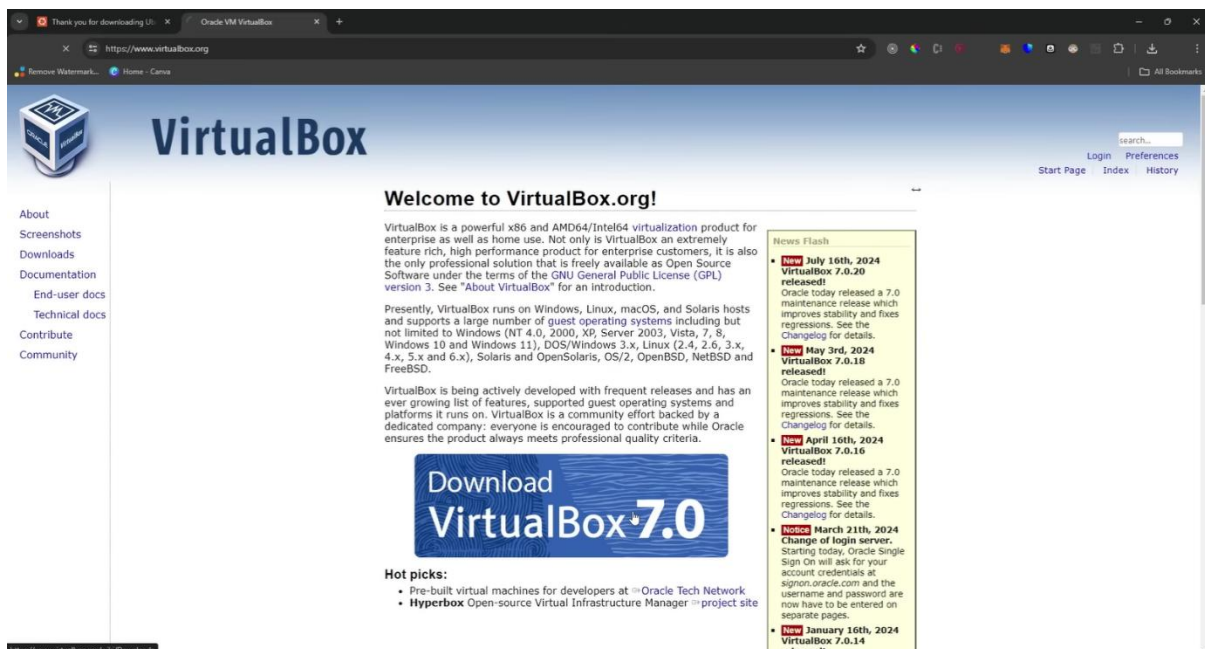 Thank you for downloading Ub
Oracle VM VirtualBox
https://www.virtualbox.org
Remove Watermark...
Home - Canva
All Bookmarks
ORACLE
VirtualBox
VirtualBox
search...
Login Preferences
Start Page Index History
About
Screenshots
Downloads
Documentation
End-user docs
Technical docs
Contribute
Community
Welcome to VirtualBox.org!
VirtualBox is a powerful x86 and AMD64/Intel64 virtualization product for
enterprise as well as home use. Not only is VirtualBox an extremely
feature rich, high performance product for enterprise customers, it is also
the only professional solution that is freely available as Open Source
Software under the terms of the GNU General Public License (GPL)
version 3. See "About VirtualBox" for an introduction.
Presently, VirtualBox runs on Windows, Linux, macOS, and Solaris hosts
and supports a large number of guest operating systems including but
not limited to Windows (NT 4.0, 2000, XP, Server 2003, Vista, 7, 8,
Windows 10 and Windows 11), DOS/Windows 3.x, Linux (2.4, 2.6, 3.x,
4.x, 5.x and 6.x), Solaris and OpenSolaris, OS/2, OpenBSD, NetBSD and
FreeBSD.
VirtualBox is being actively developed with frequent releases and has an
ever growing list of features, supported guest operating systems and
platforms it runs on. VirtualBox is a community effort backed by a
dedicated company: everyone is encouraged to contribute while Oracle
ensures the product always meets professional quality criteria.
Download
VirtualBox 7.0
Hot picks:
• Pre-built virtual machines for developers at Oracle Tech Network
• Hyperbox Open-source Virtual Infrastructure Manager project site
News Flash
• New July 16th, 2024
VirtualBox 7.0.20
released!
Oracle today released a 7.0
maintenance release which
improves stability and fixes
regressions. See the
Changelog for details.
• New May 3rd, 2024
VirtualBox 7.0.18
released!
Oracle today released a 7.0
maintenance release which
improves stability and fixes
regressions. See the
Changelog for details.
• New April 16th, 2024
VirtualBox 7.0.16
released!
Oracle today released a 7.0
maintenance release which
improves stability and fixes
regressions. See the
Changelog for details.
• Notice March 21th, 2024
Change of login server.
Starting today, Oracle Single
Sign On will ask for your
account credentials at
signon.oracle.com and the
username and password are
now have to be entered on
separate pages.
• New January 16th, 2024
VirtualBox 7.0.14